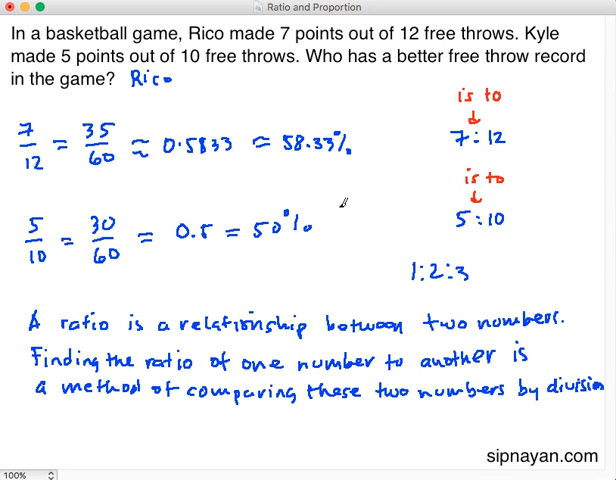 Ratio and Proportion
In a basketball game, Rico made 7 points out of 12 free throws. Kyle
made 5 points out of 10 free throws. Who has a better free throw record
in the game? Rico
is to
7/12 = 35/60 ≈ 0.5833 ≈ 58.33% 7:12
is to
5/10 = 30/60 = 0.5 = 50% 5:10
1:2:3
A ratio is a relationship between two numbers.
Finding the ratio of one number to another is
a method of comparing these two numbers by division
sipnayan.com
100%